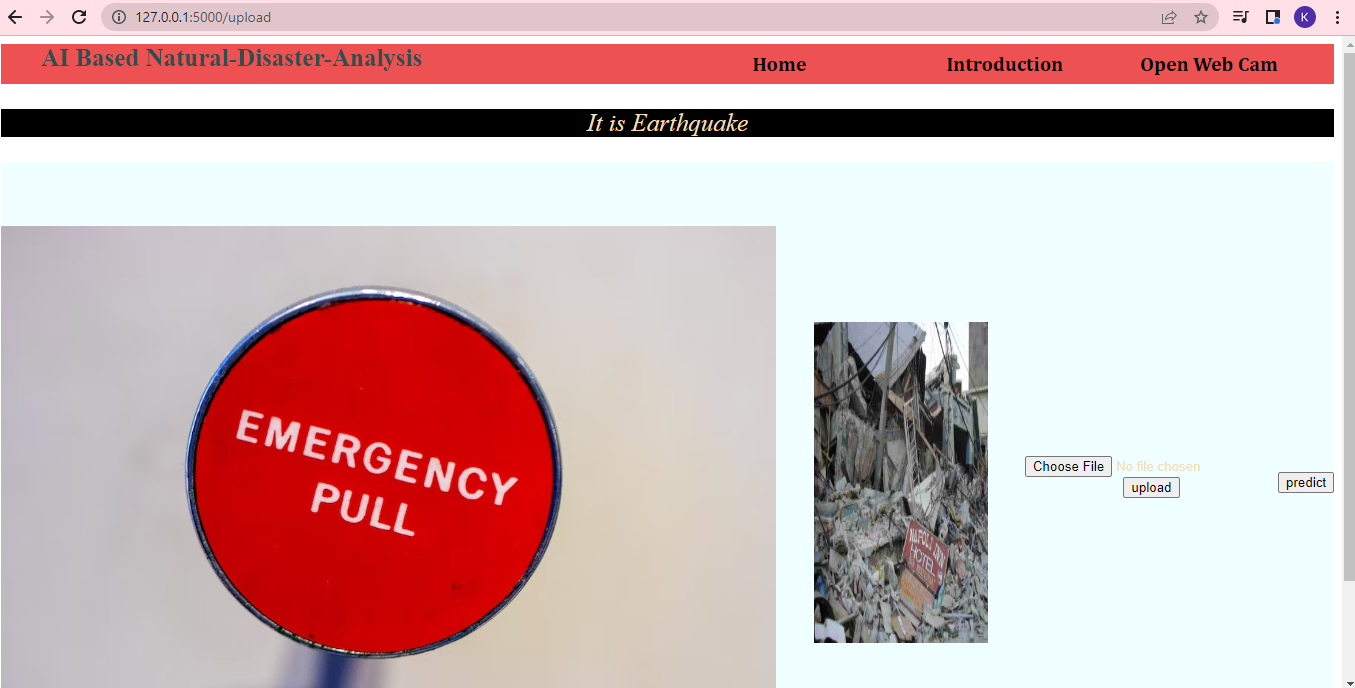 127.0.0.1:5000/upload
K
AI Based Natural-Disaster-Analysis
Home
Introduction
Open Web Cam
It is Earthquake
EMERGENCY
PULL
HOTEL
Choose File No file chosen
upload
predict